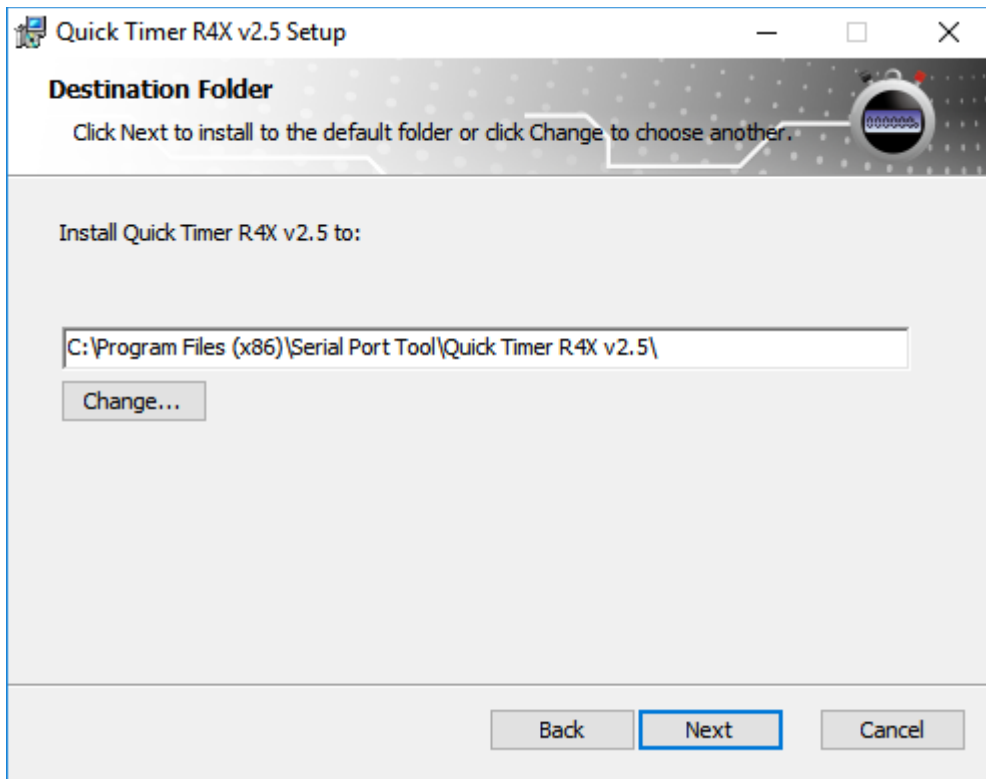 Quick Timer R4X v2.5 Setup
Destination Folder
Click Next to install to the default folder or click Change to choose another.
Install Quick Timer R4X v2.5 to:
C:\Program Files (x86)\Serial Port Tool\Quick Timer R4X v2.5\
Change...
Back
Next
Cancel